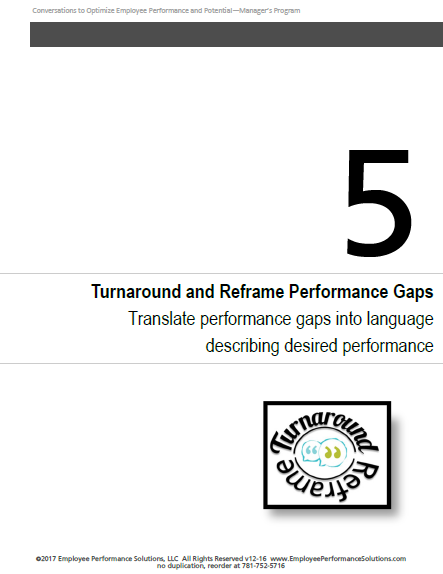 Conversations to Optimize Employee Performance and Potential—Manager's Program
5
Turnaround and Reframe Performance Gaps
Translate performance gaps into language
describing desired performance
Turnaround
Reframe
©2017 Employee Performance Solutions, LLC All Rights Reserved v12-16 www.EmployeePerformanceSolutions.com
no duplication, reorder at 781-752-5716